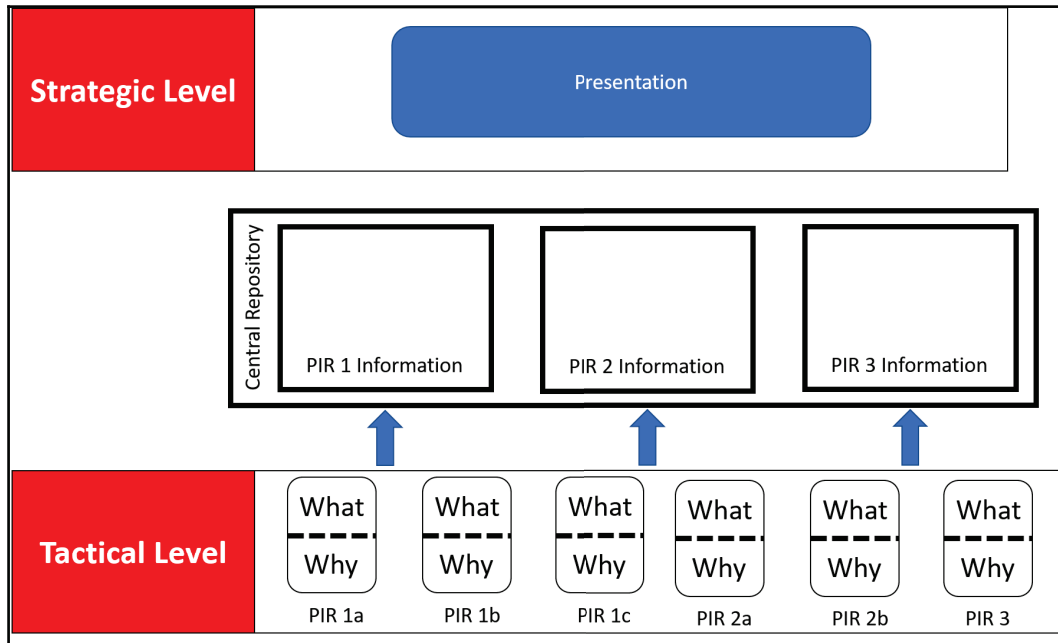 Strategic Level
Presentation
Central Repository
PIR 1 Information
PIR 2 Information
PIR 3 Information
Tactical Level
What
Why
PIR 1a
What
Why
PIR 1b
What
Why
PIR 1c
What
Why
PIR 2a
What
Why
PIR 2b
What
Why
PIR 3